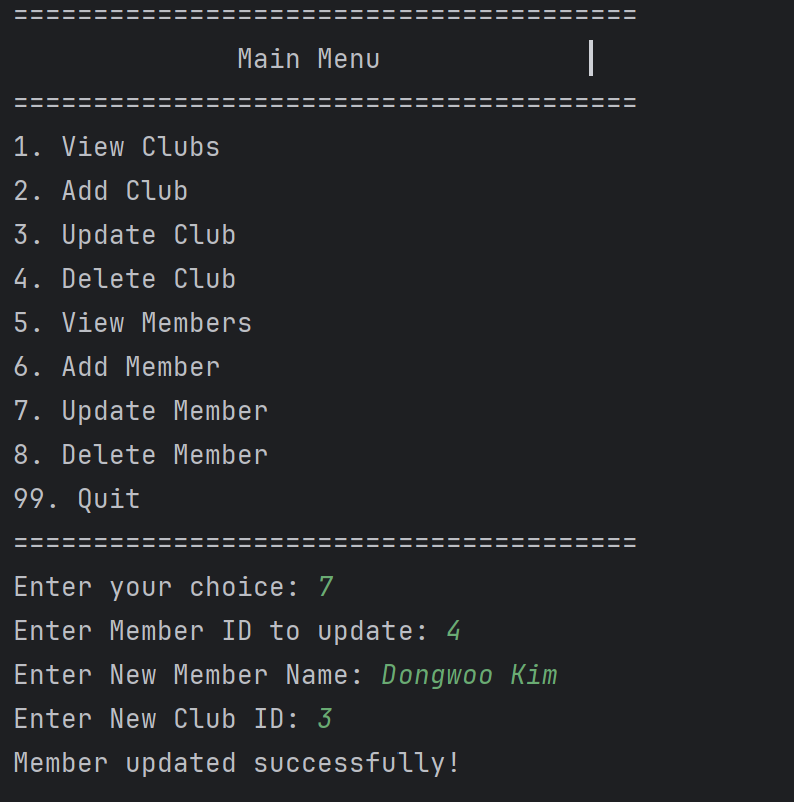 =======================================
Main Menu
=======================================
1. View Clubs
2. Add Club
3. Update Club
4. Delete Club
5. View Members
6. Add Member
7. Update Member
8. Delete Member
99. Quit
=======================================
Enter your choice: 7
Enter Member ID to update: 4
Enter New Member Name: Dongwoo Kim
Enter New Club ID: 3
Member updated successfully!